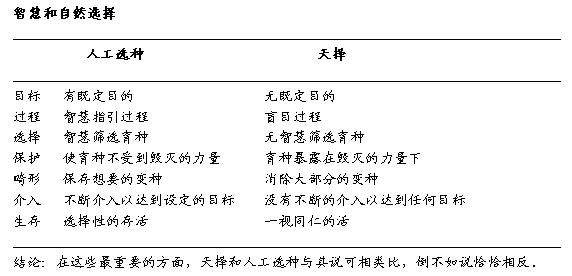 智慧和自然选择
人工选种 天择
目标 有既定目的 无既定目的
过程 智慧指引过程 盲目过程
选择 智慧筛选育种 无智慧筛选育种
保护 使育种不受到毁灭的力量 育种暴露在毁灭的力量下
畸形 保存想要的变种 消除大部分的变种
介入 不断介入以达到设定的目标 没有不断的介入以达到任何目标
生存 选择性的存活 一视同仁的活
结论: 在这些最重要的方面，天择和人工选种与其说可相类比，倒不如说恰恰相反.